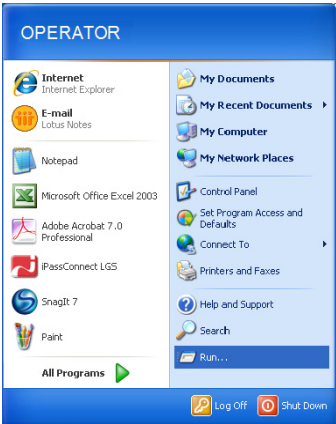 OPERATOR
Internet
Internet Explorer
E-mail
Lotus Notes
Notepad
Microsoft Office Excel 2003
Adobe Acrobat 7.0
Professional
iPassConnect LGS
SnagIt 7
Paint
All Programs
My Documents
My Recent Documents
My Computer
My Network Places
Control Panel
Set Program Access and
Defaults
Connect To
Printers and Faxes
Help and Support
Search
Run...
Log Off
Shut Down